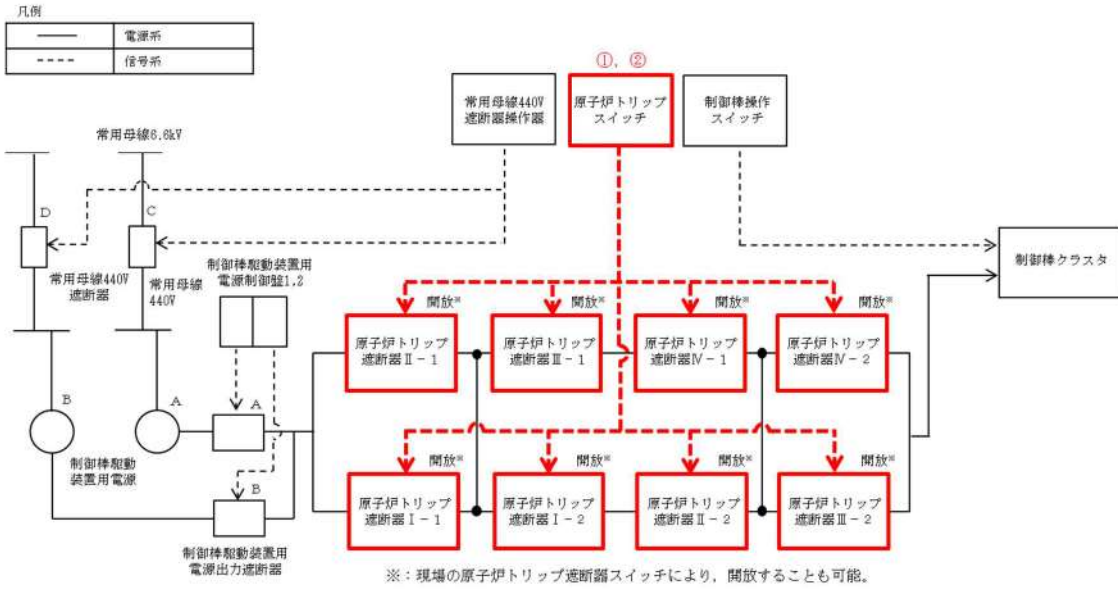 凡例
電源系
信号系
①, ②
常用母線440V
遮断器操作器
原子炉トリップ
スイッチ
制御棒操作
スイッチ
常用母線6.6kV
D
C
制御棒クラスタ
常用母線440V
遮断器
常用母線
440V
制御棒駆動装置用
電源制御盤1,2
開放※
開放※
開放※
開放※
原子炉トリップ
遮断器Ⅱ-1
原子炉トリップ
遮断器Ⅲ-1
原子炉トリップ
遮断器Ⅳ-1
原子炉トリップ
遮断器Ⅳ-2
B
A
A
制御棒駆動
装置用電源
B
開放※
開放※
開放※
開放※
原子炉トリップ
遮断器Ⅰ-1
原子炉トリップ
遮断器Ⅰ-2
原子炉トリップ
遮断器Ⅱ-2
原子炉トリップ
遮断器Ⅲ-2
制御棒駆動装置用
電源出力遮断器
※:現場の原子炉トリップ遮断器スイッチにより,開放することも可能。